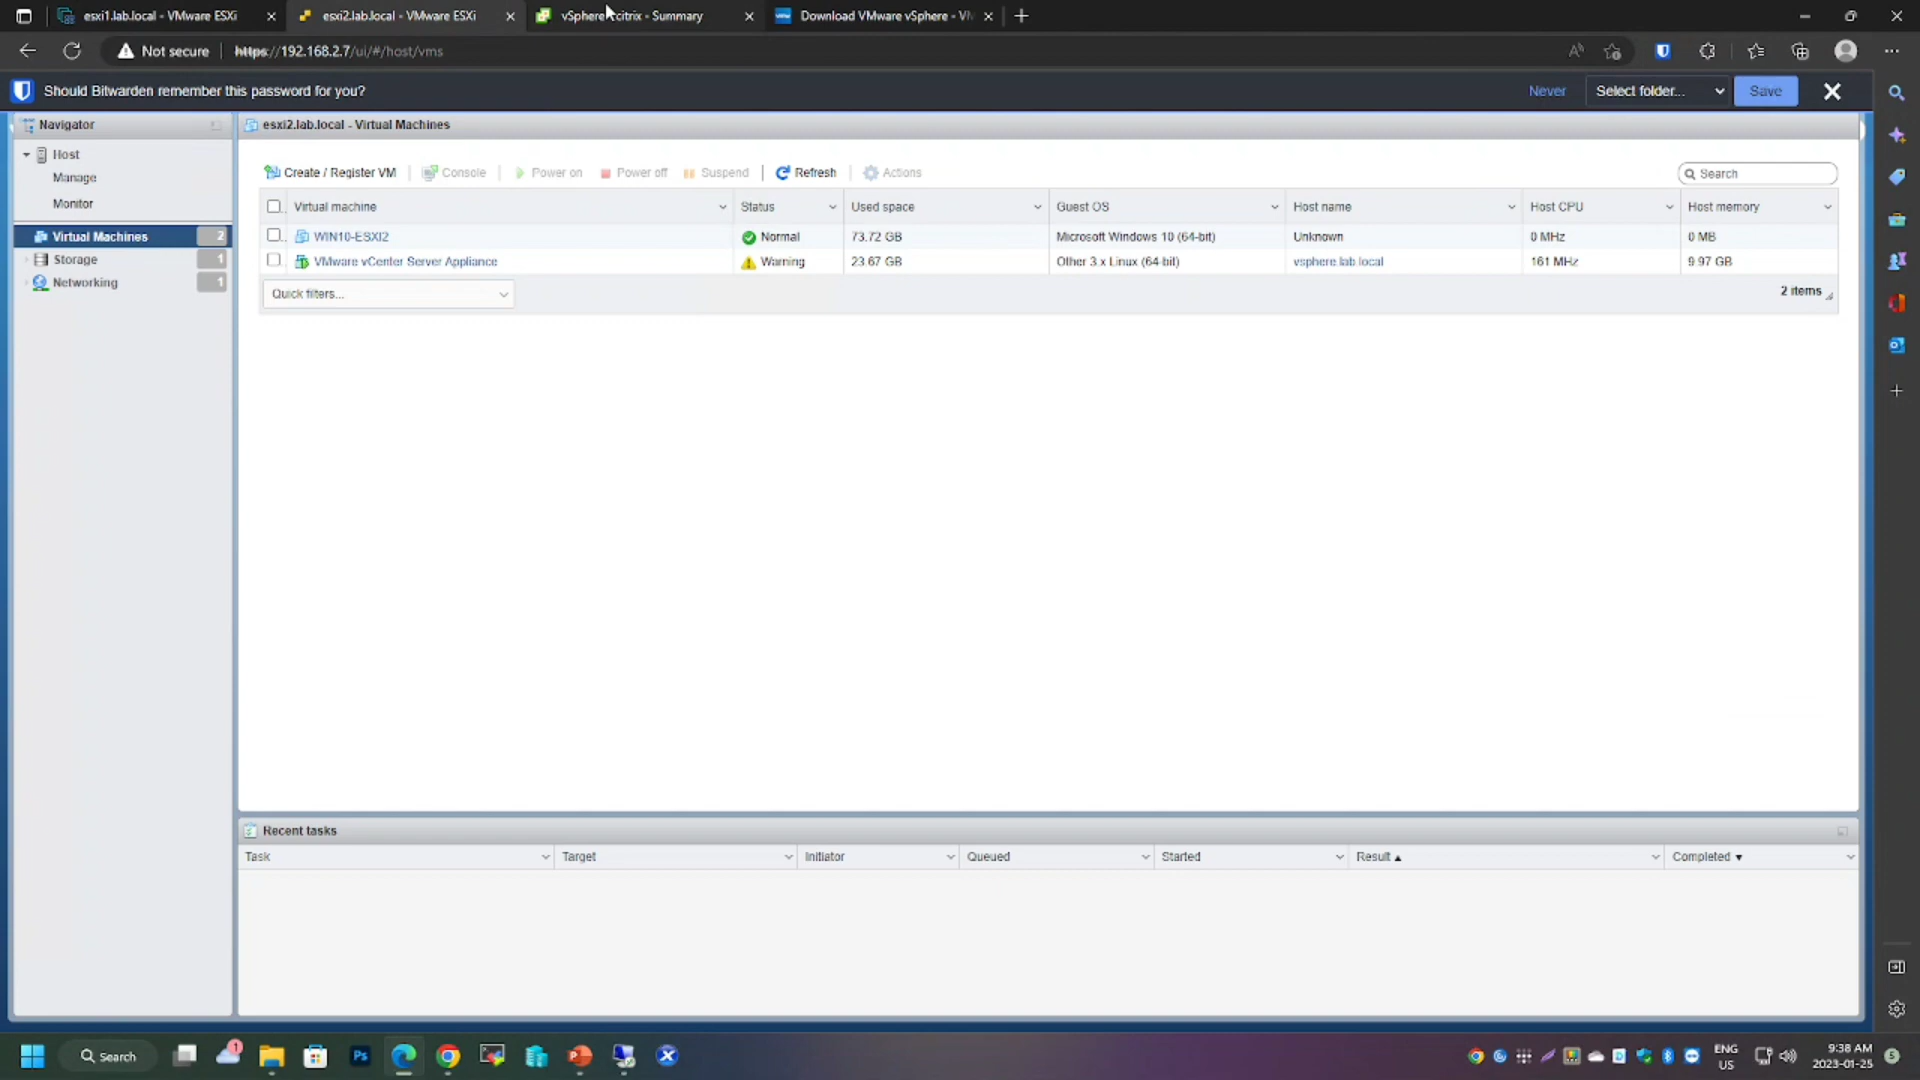 esxi1.lab.local - VMware ESXi
esxi2.lab.local - VMware ESXi
vSphere citrix - Summary
Download VMware vSphere - VM
Not secure
https://192.168.2.7/ui/#/host/vms
Should Bitwarden remember this password for you?
Never
Select folder...
Save
Navigator
esxi2.lab.local - Virtual Machines
Host
Manage
Monitor
Virtual Machines 2
Storage 1
Networking 1
Create / Register VM
Console
Power on
Power off
Suspend
Refresh
Actions
Search
Virtual machine Status Used space Guest OS Host name Host CPU Host memory
WIN10-ESXI2 Normal 73.72 GB Microsoft Windows 10 (64-bit) Unknown 0 MHz 0 MB
VMware vCenter Server Appliance Warning 23.67 GB Other 3.x Linux (64-bit) vsphere.lab.local 161 MHz 9.97 GB
Quick filters...
2 items
Recent tasks
Task Target Initiator Queued Started Result ▲ Completed ▼
Search
1
Ps
ENG
US
9:38 AM
2023-01-25
5